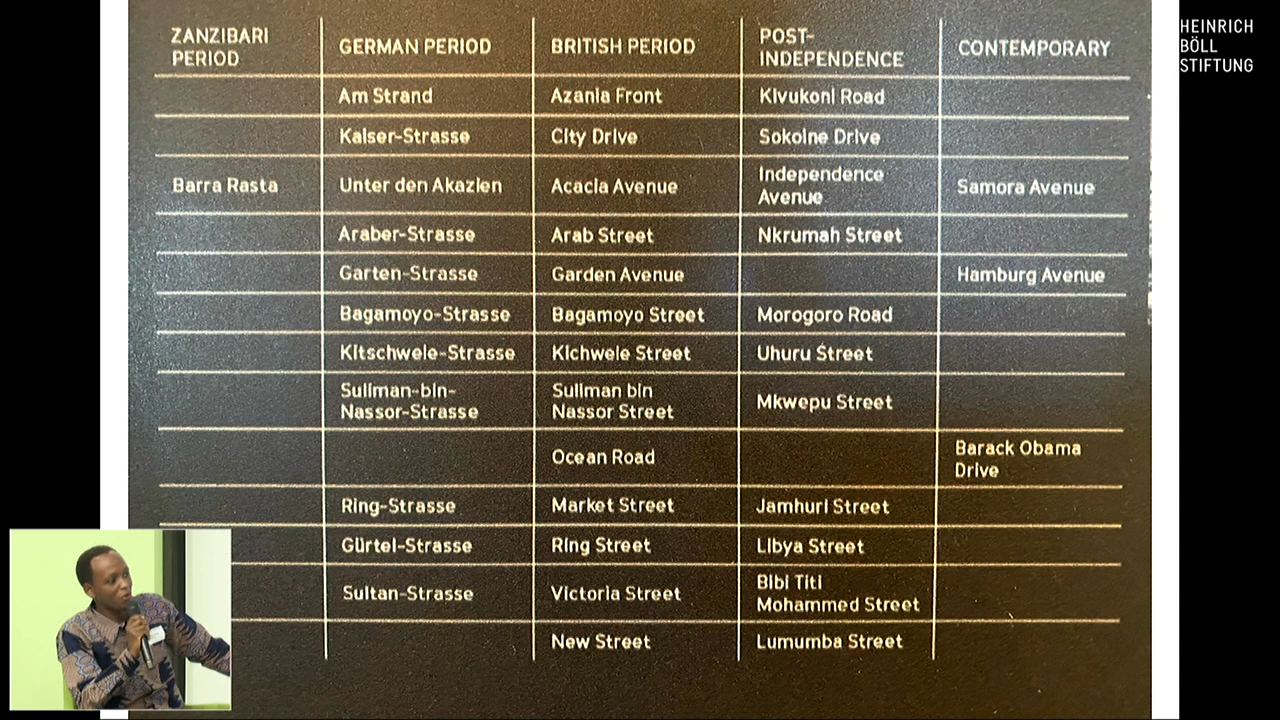 HEINRICH
BÖLL
STIFTUNG
ZANZIBARI
PERIOD
GERMAN PERIOD
BRITISH PERIOD
POST-
INDEPENDENCE
CONTEMPORARY
Am Strand
Azania Front
Kivukoni Road
Kaiser-Strasse
City Drive
Sokoine Drive
Barra Rasta
Unter den Akazien
Acacia Avenue
Independence
Avenue
Samora Avenue
Araber-Strasse
Arab Street
Nkrumah Street
Garten-Strasse
Garden Avenue
Hamburg Avenue
Bagamoyo-Strasse
Bagamoyo Street
Morogoro Road
Kitschwele-Strasse
Kichwele Street
Uhuru Street
Suliman-bin-
Nassor-Strasse
Suliman bin
Nassor Street
Mkwepu Street
Ocean Road
Barack Obama
Drive
Ring-Strasse
Market Street
Jamhuri Street
Gürtel-Strasse
Ring Street
Libya Street
Sultan-Strasse
Victoria Street
Bibi Titi
Mohammed Street
New Street
Lumumba Street